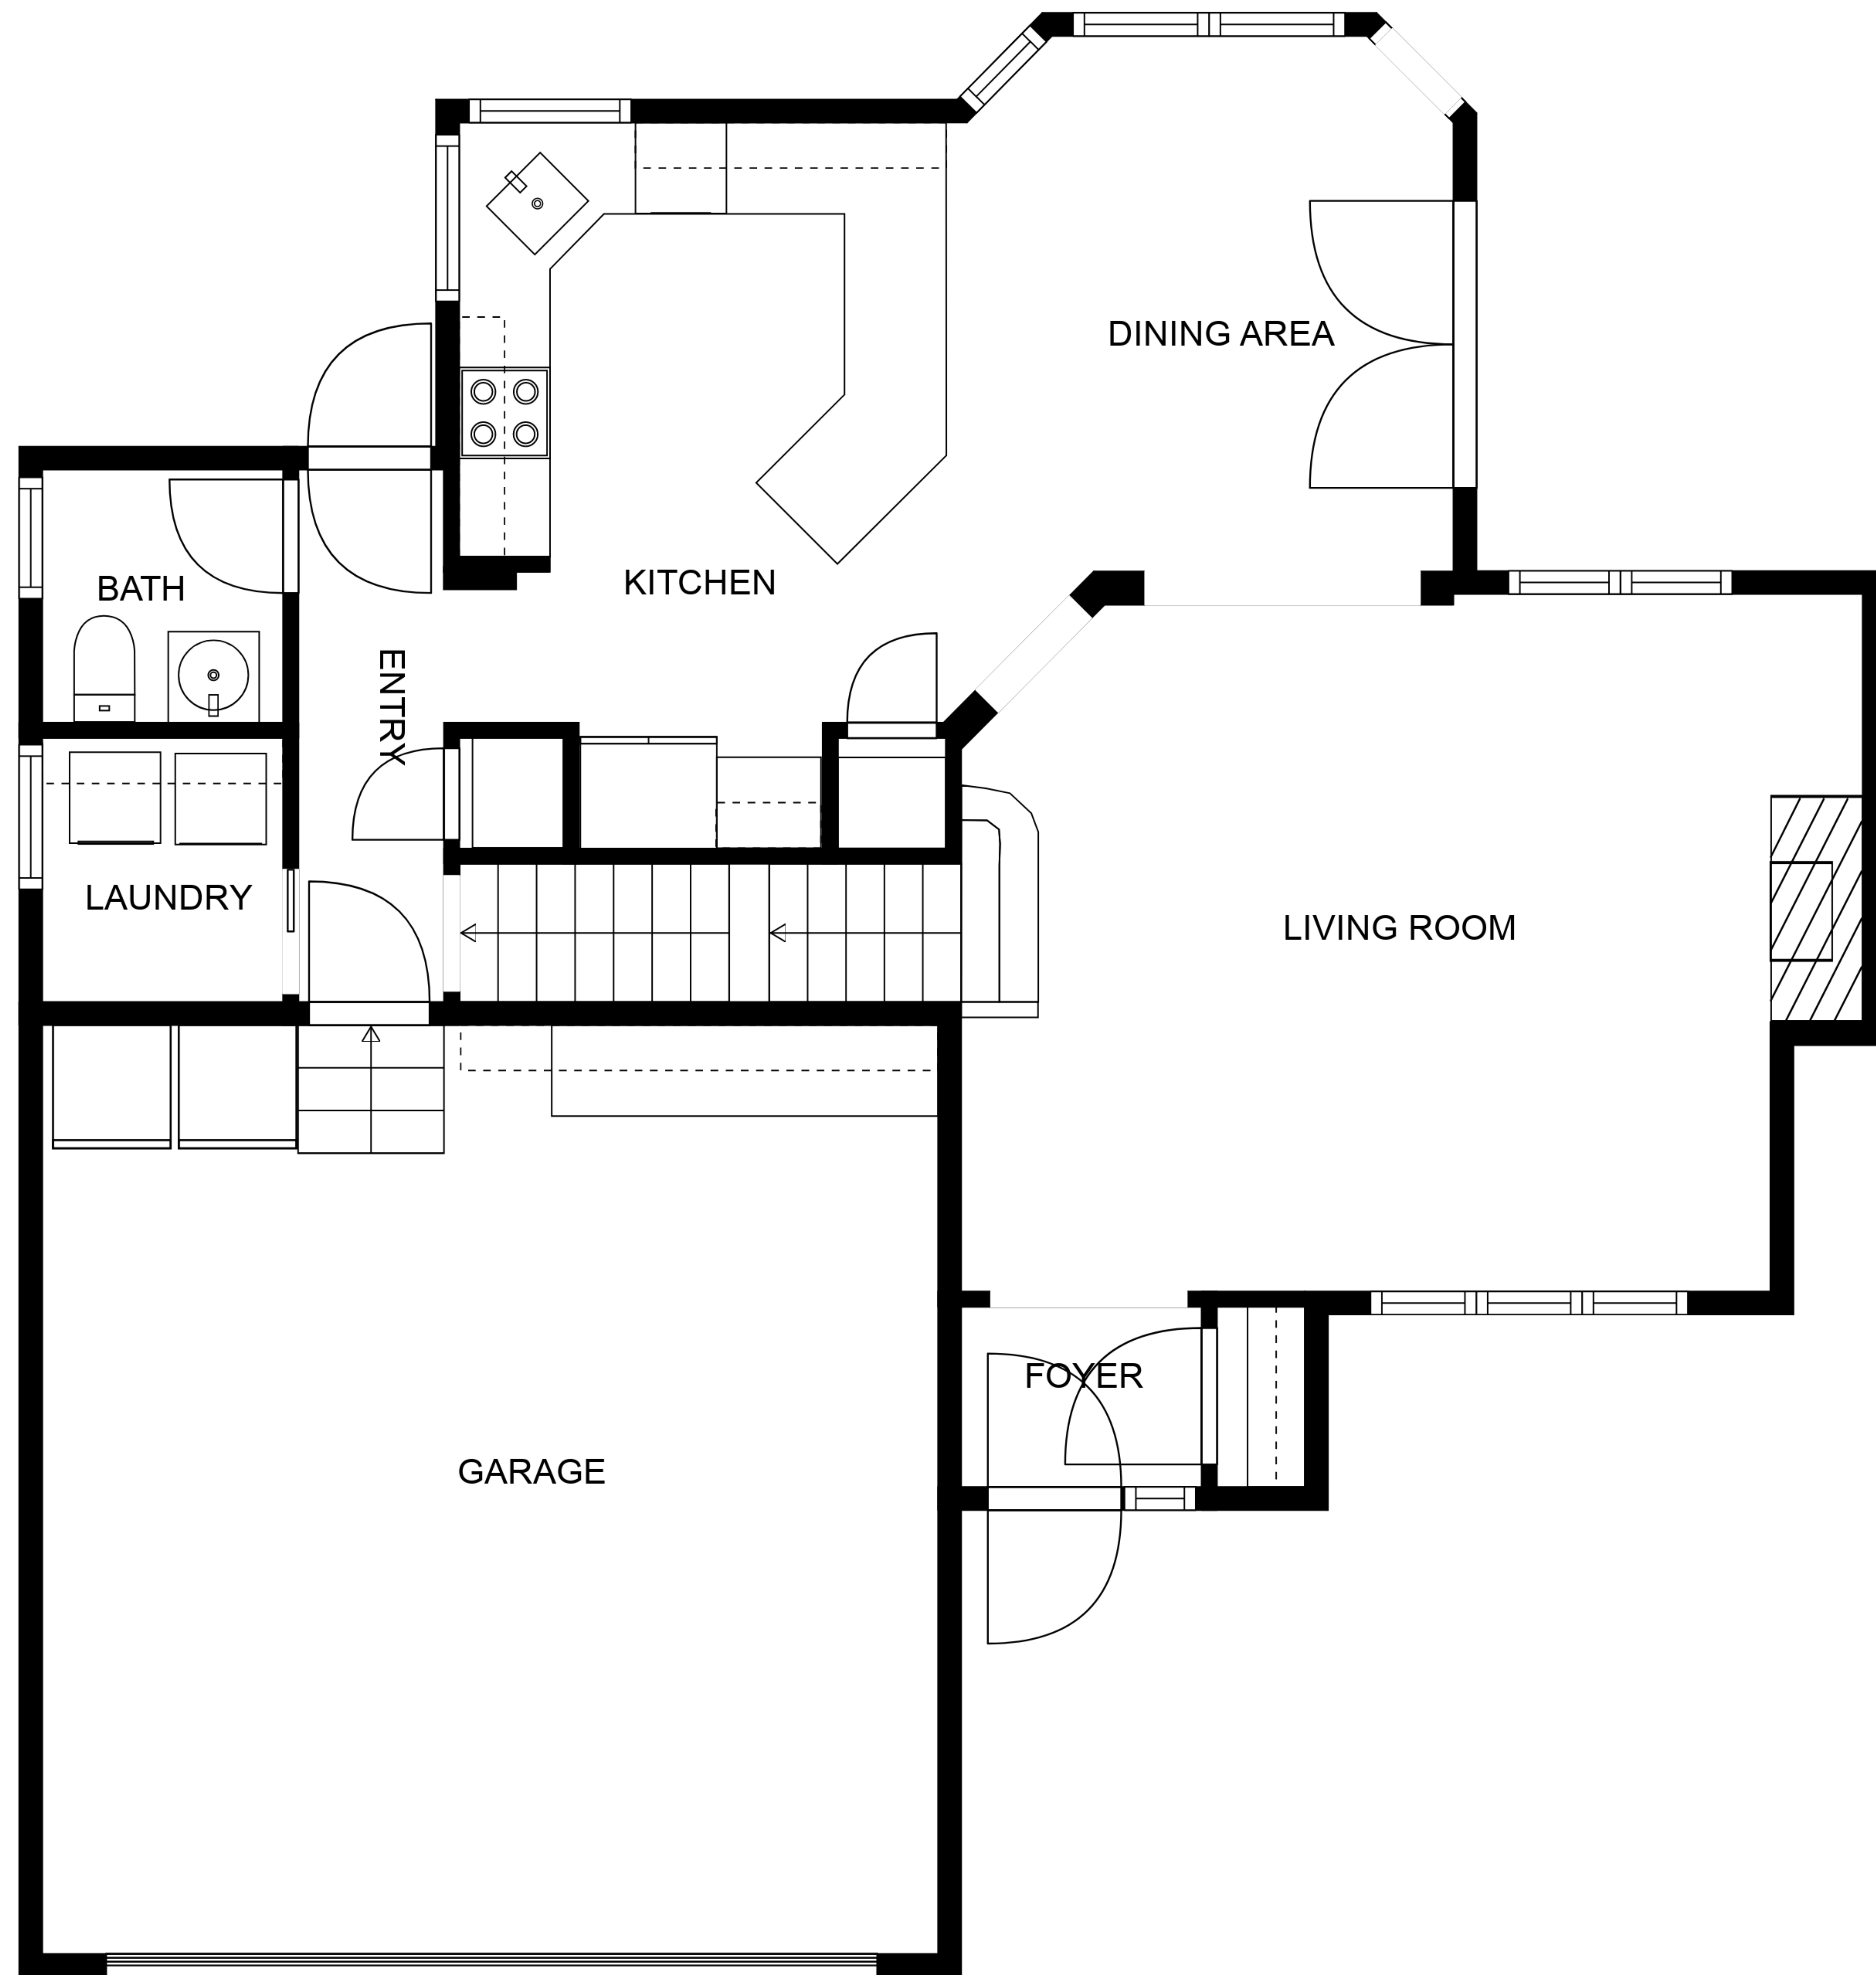 DINING AREA
KITCHEN
BATH
ENTRY
LAUNDRY
LIVING ROOM
FOYER
GARAGE